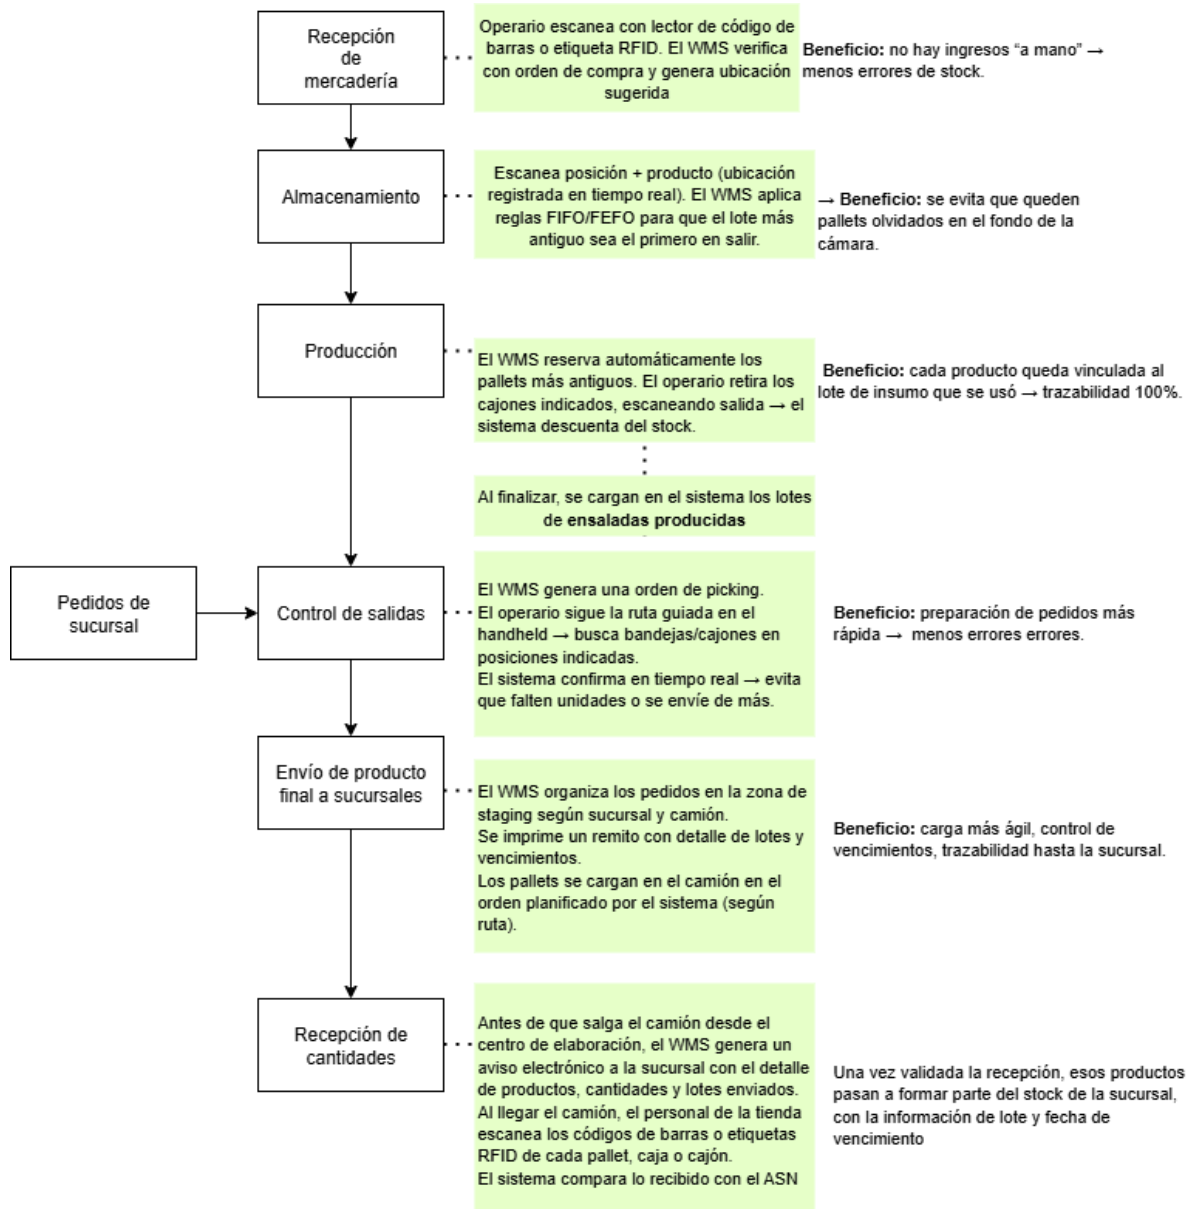 Recepción
de
mercadería
Operario escanea con lector de código de
barras o etiqueta RFID. El WMS verifica
con orden de compra y genera ubicación
sugerida
Beneficio: no hay ingresos “a mano” →
menos errores de stock.
Almacenamiento
Escanea posición + producto (ubicación
registrada en tiempo real). El WMS aplica
reglas FIFO/FEFO para que el lote más
antiguo sea el primero en salir.
→ Beneficio: se evita que queden
pallets olvidados en el fondo de la
cámara.
Producción
El WMS reserva automáticamente los
pallets más antiguos. El operario retira los
cajones indicados, escaneando salida → el
sistema descuenta del stock.
Beneficio: cada producto queda vinculada al
lote de insumo que se usó → trazabilidad 100%.
Al finalizar, se cargan en el sistema los lotes
de ensaladas producidas
Pedidos de
sucursal
Control de salidas
El WMS genera una orden de picking.
El operario sigue la ruta guiada en el
handheld → busca bandejas/cajones en
posiciones indicadas.
El sistema confirma en tiempo real → evita
que falten unidades o se envíe de más.
Beneficio: preparación de pedidos más
rápida → menos errores errores.
Envío de producto
final a sucursales
El WMS organiza los pedidos en la zona de
staging según sucursal y camión.
Se imprime un remito con detalle de lotes y
vencimientos.
Los pallets se cargan en el camión en el
orden planificado por el sistema (según
ruta).
Beneficio: carga más ágil, control de
vencimientos, trazabilidad hasta la sucursal.
Recepción de
cantidades
Antes de que salga el camión desde el
centro de elaboración, el WMS genera un
aviso electrónico a la sucursal con el detalle
de productos, cantidades y lotes enviados.
Al llegar el camión, el personal de la tienda
escanea los códigos de barras o etiquetas
RFID de cada pallet, caja o cajón.
El sistema compara lo recibido con el ASN
Una vez validada la recepción, esos productos
pasan a formar parte del stock de la sucursal,
con la información de lote y fecha de
vencimiento